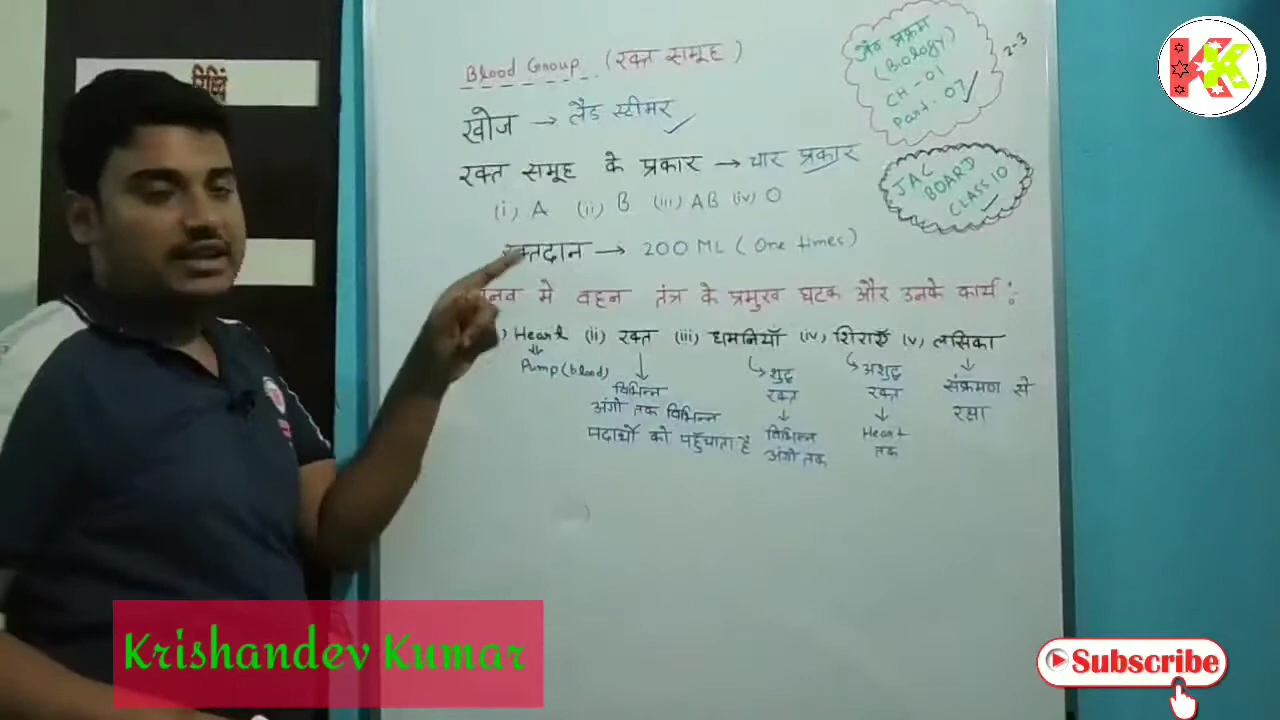 Blood Group (रक्त समूह)
खोज → लैंड स्टीमर
रक्त समूह के प्रकार → चार प्रकार
(i) A (ii) B (iii) AB (iv) O
रक्तदान → 200 ML (One times)
मे वहन तंत्र के प्रमुख घटक और उनके कार्य :
Heart (ii) रक्त (iii) धमनियाँ (iv) शिराएँ (v) लसिका
Pump (blood)
विभिन्न
अंगो तक विभिन्न
पदार्थो को पहुँचाता है
शुद्ध
रक्त
विभिन्न
अंगो तक
अशुद्ध
रक्त
Heart
तक
संक्रमण से
रक्षा
जैव प्रक्रम
(Biology)
CH-01
Part-07
2-3
JAC
BOARD
CLASS 10
KK
Krishandev Kumar
Subscribe